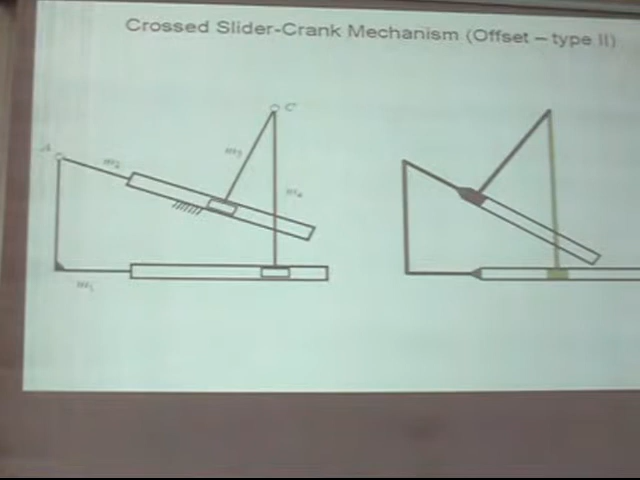 Crossed Slider-Crank Mechanism (Offset – type II)
C
A